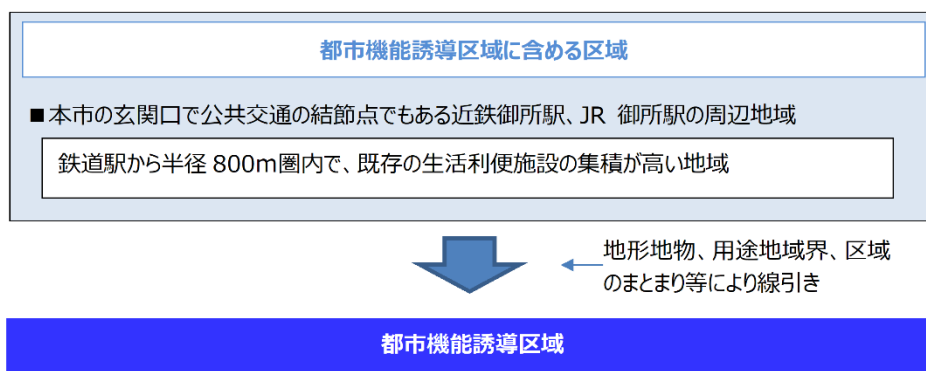 都市機能誘導区域に含める区域
■本市の玄関口で公共交通の結節点でもある近鉄御所駅、JR 御所駅の周辺地域
鉄道駅から半径 800m圏内で、既存の生活利便施設の集積が高い地域
地形地物、用途地域界、区域
のまとまり等により線引き
都市機能誘導区域